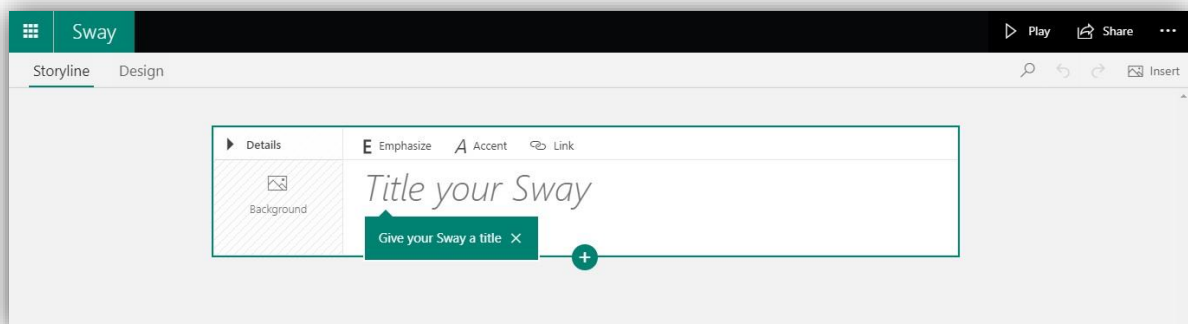 Sway
Play
Share
Storyline
Design
Insert
Details
E Emphasize
A Accent
Link
Background
Title your Sway
Give your Sway a title